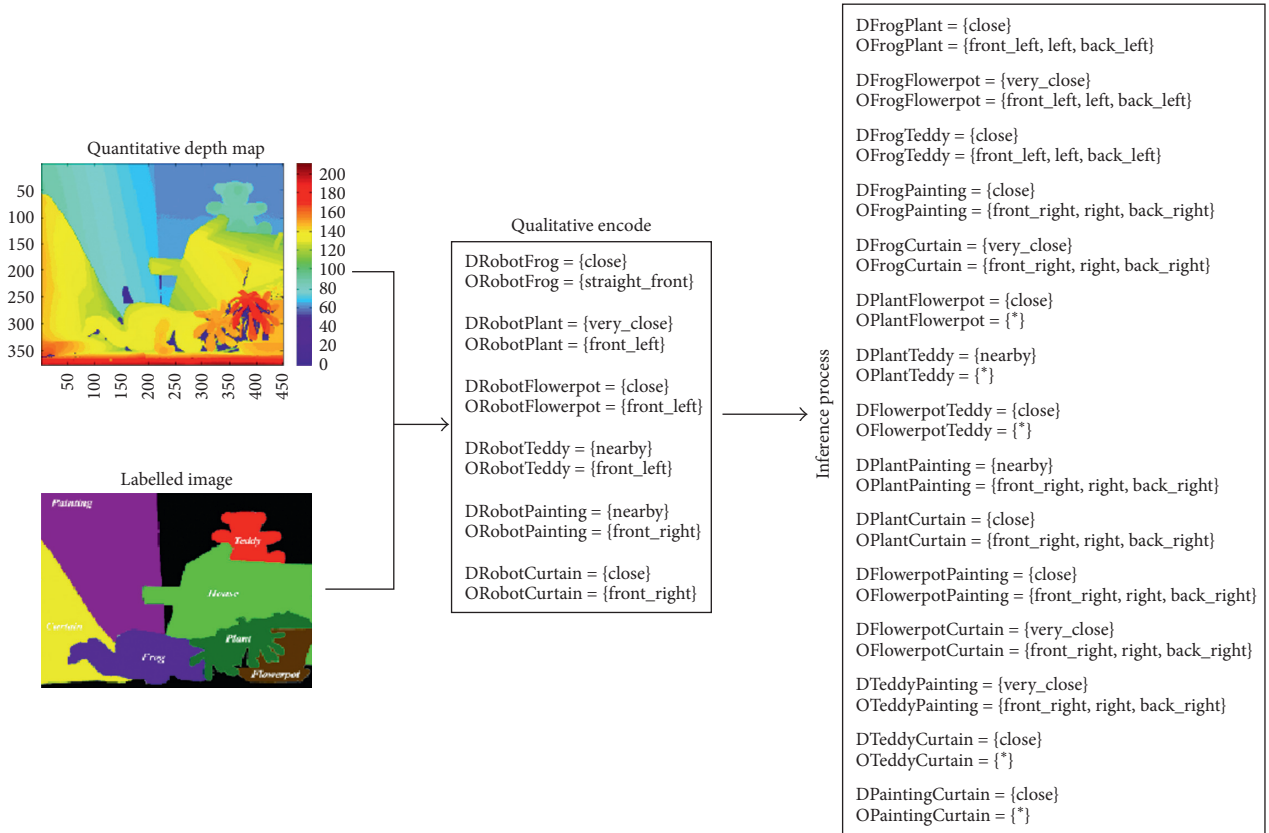 Quantitative depth map
50
100
150
200
250
300
350
50
100
150
200
250
300
350
400
450
200
180
160
140
120
100
80
60
40
20
0
Labelled image
Painting
Teddy
House
Curtain
Plant
Frog
Flowerpot
Qualitative encode
DRobotFrog = {close}
ORobotFrog = {straight_front}
DRobotPlant = {very_close}
ORobotPlant = {front_left}
DRobotFlowerpot = {close}
ORobotFlowerpot = {front_left}
DRobotTeddy = {nearby}
ORobotTeddy = {front_left}
DRobotPainting = {nearby}
ORobotPainting = {front_right}
DRobotCurtain = {close}
ORobotCurtain = {front_right}
Inference process
DFrogPlant = {close}
OFrogPlant = {front_left, left, back_left}
DFrogFlowerpot = {very_close}
OFrogFlowerpot = {front_left, left, back_left}
DFrogTeddy = {close}
OFrogTeddy = {front_left, left, back_left}
DFrogPainting = {close}
OFrogPainting = {front_right, right, back_right}
DFrogCurtain = {very_close}
OFrogCurtain = {front_right, right, back_right}
DPlantFlowerpot = {close}
OPlantFlowerpot = {*}
DPlantTeddy = {nearby}
OPlantTeddy = {*}
DFlowerpotTeddy = {close}
OFlowerpotTeddy = {*}
DPlantPainting = {nearby}
OPlantPainting = {front_right, right, back_right}
DPlantCurtain = {close}
OPlantCurtain = {front_right, right, back_right}
DFlowerpotPainting = {close}
OFlowerpotPainting = {front_right, right, back_right}
DFlowerpotCurtain = {very_close}
OFlowerpotCurtain = {front_right, right, back_right}
DTeddyPainting = {very_close}
OTeddyPainting = {front_right, right, back_right}
DTeddyCurtain = {close}
OTeddyCurtain = {*}
DPaintingCurtain = {close}
OPaintingCurtain = {*}